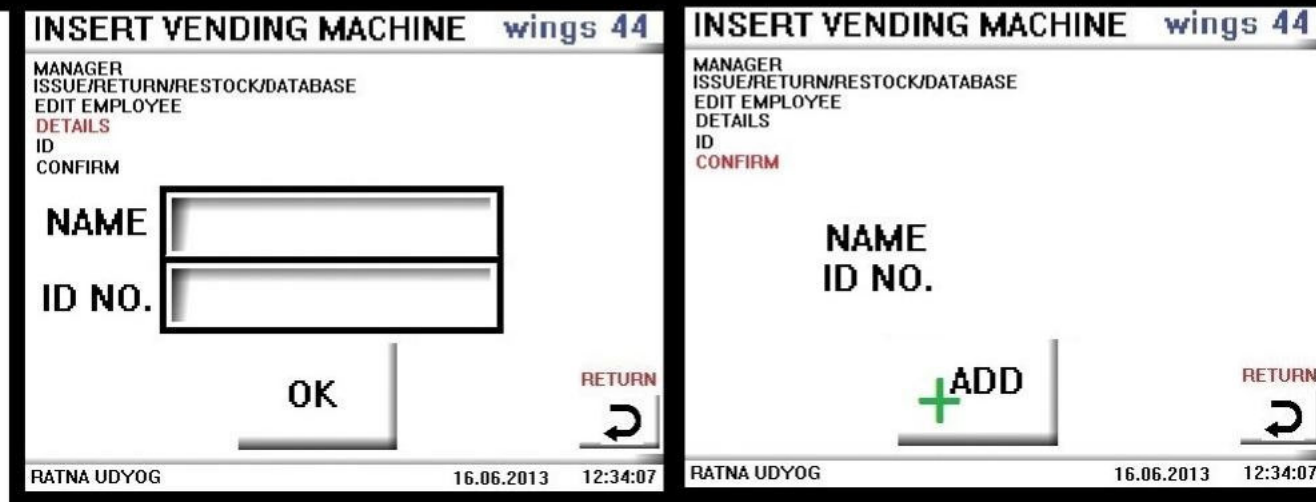 INSERT VENDING MACHINE wings 44
MANAGER
ISSUE/RETURN/RESTOCK/DATABASE
EDIT EMPLOYEE
DETAILS
ID
CONFIRM
NAME
ID NO.
OK
RETURN
RATNA UDYOG 16.06.2013 12:34:07
INSERT VENDING MACHINE wings 44
MANAGER
ISSUE/RETURN/RESTOCK/DATABASE
EDIT EMPLOYEE
DETAILS
ID
CONFIRM
NAME
ID NO.
ADD
RETURN
RATNA UDYOG 16.06.2013 12:34:07